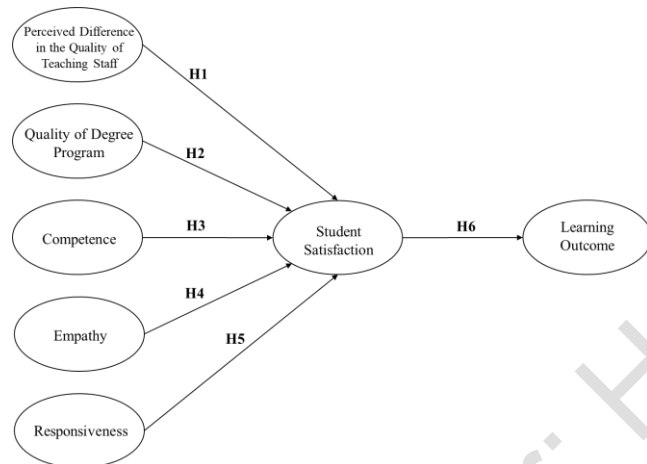 Perceived Difference
in the Quality of
Teaching Staff
H1
Quality of Degree
Program
H2
Competence
H3
Student
Satisfaction
H6
Learning
Outcome
Empathy
H4
H5
Responsiveness